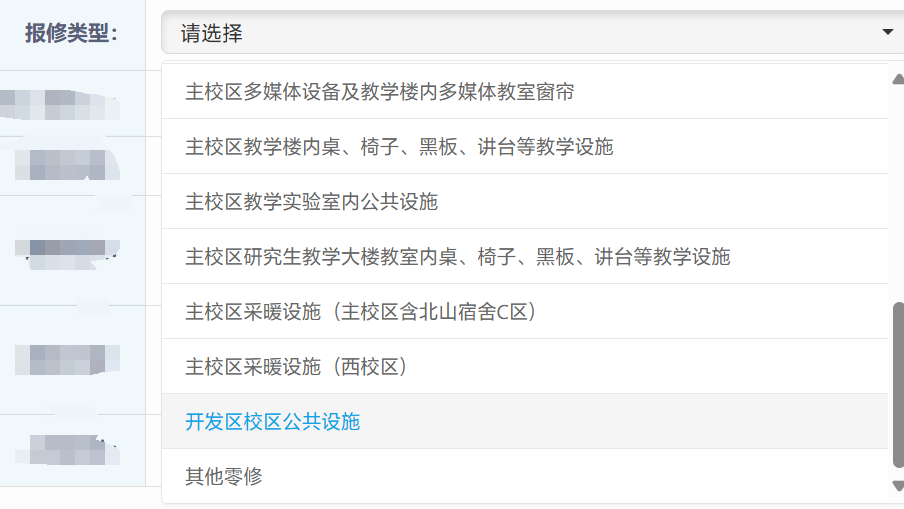 报修类型：
请选择
主校区多媒体设备及教学楼内多媒体教室窗帘
主校区教学楼内桌、椅子、黑板、讲台等教学设施
主校区教学实验室内公共设施
主校区研究生教学大楼教室内桌、椅子、黑板、讲台等教学设施
主校区采暖设施（主校区含北山宿舍C区）
主校区采暖设施（西校区）
开发区校区公共设施
其他零修